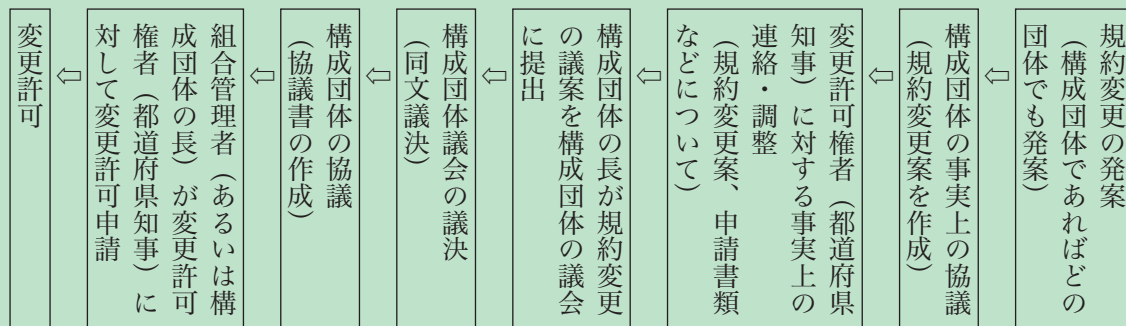 規約変更の発案
(構成団体であればどの
団体でも発案)
⇦
構成団体の事実上の協議
(規約変更案を作成)
⇦
変更許可権者(都道府県
知事)に対する事実上の
連絡・調整
(規約変更案、申請書類
などについて)
⇦
構成団体の長が規約変更
の議案を構成団体の議会
に提出
⇦
構成団体議会の議決
(同文議決)
⇦
構成団体の協議
(協議書の作成)
⇦
組合管理者(あるいは構
成団体の長)が変更許可
権者(都道府県知事)に
対して変更許可申請
⇦
変更許可